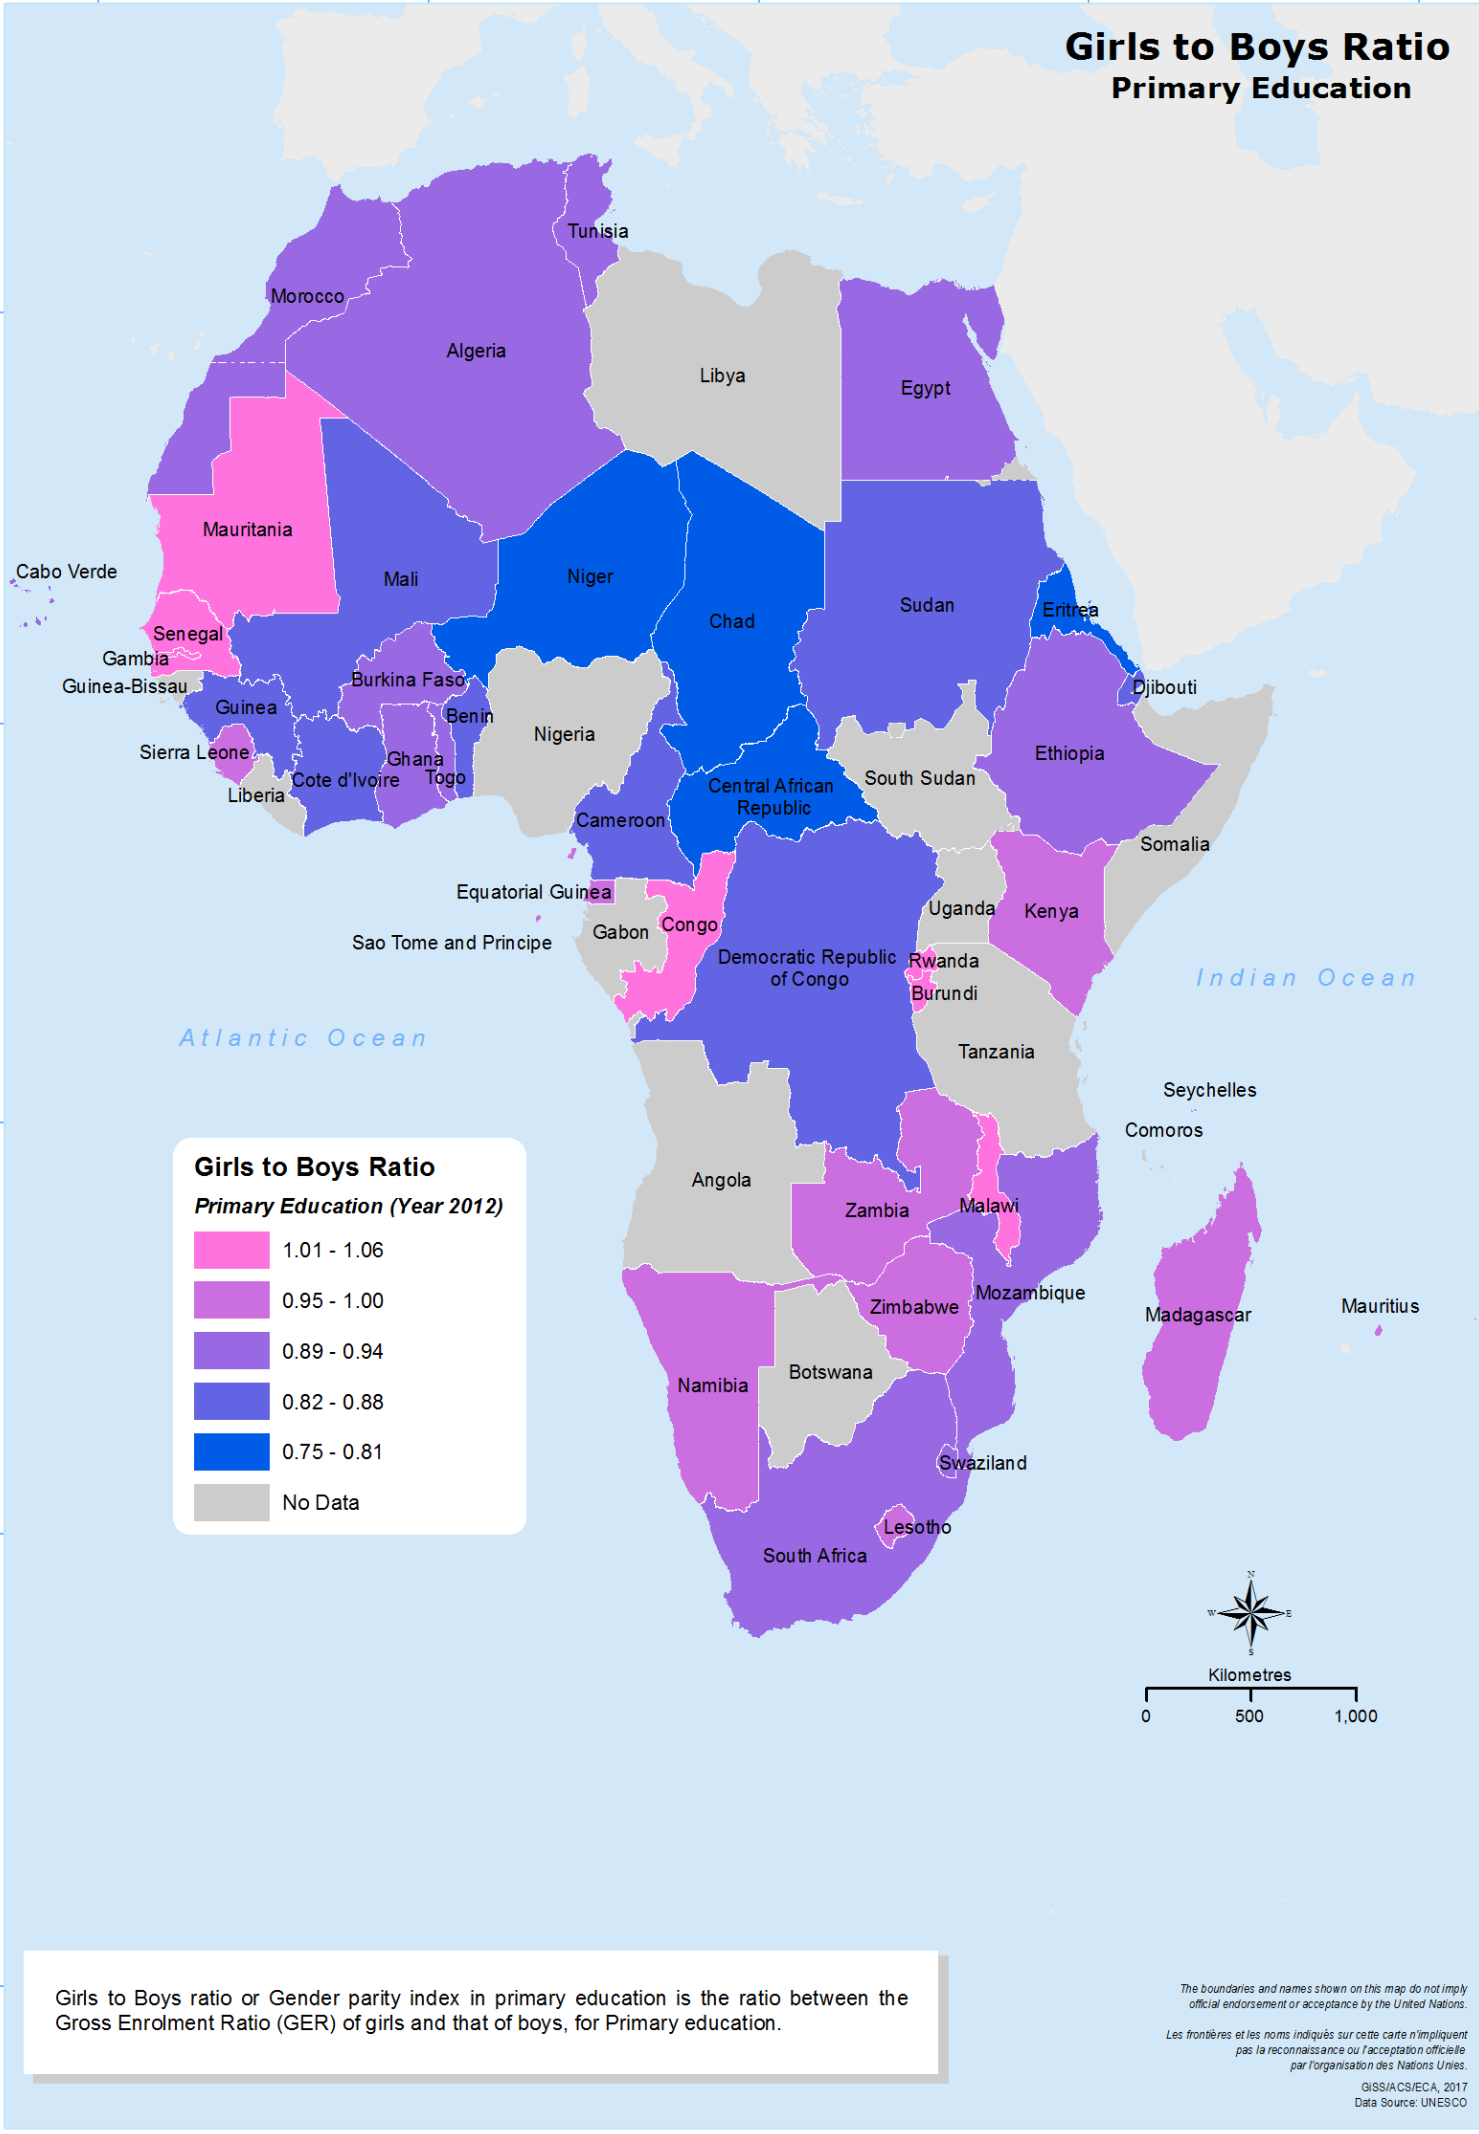 Girls to Boys Ratio
Primary Education
Tunisia
Morocco
Algeria
Libya
Egypt
Mauritania
Cabo Verde
Mali
Niger
Chad
Sudan
Eritrea
Senegal
Gambia
Guinea-Bissau
Burkina Faso
Djibouti
Guinea
Benin
Nigeria
Ethiopia
Sierra Leone
Ghana
Togo
Cote d'Ivoire
Liberia
South Sudan
Central African
Republic
Cameroon
Somalia
Equatorial Guinea
Uganda
Kenya
Gabon
Congo
Sao Tome and Principe
Democratic Republic
of Congo
Rwanda
Burundi
Indian Ocean
Atlantic Ocean
Tanzania
Seychelles
Comoros
Angola
Zambia
Malawi
Mozambique
Zimbabwe
Madagascar
Mauritius
Namibia
Botswana
Swaziland
Lesotho
South Africa
Girls to Boys Ratio
Primary Education (Year 2012)
1.01 - 1.06
0.95 - 1.00
0.89 - 0.94
0.82 - 0.88
0.75 - 0.81
No Data
N
W
E
S
Kilometres
0 500 1,000
Girls to Boys ratio or Gender parity index in primary education is the ratio between the
Gross Enrolment Ratio (GER) of girls and that of boys, for Primary education.
The boundaries and names shown on this map do not imply
official endorsement or acceptance by the United Nations.
Les frontières et les noms indiqués sur cette carte n'impliquent
pas la reconnaissance ou l'acceptation officielle
par l'organisation des Nations Unies.
GiSS/ACS/ECA, 2017
Data Source: UNESCO